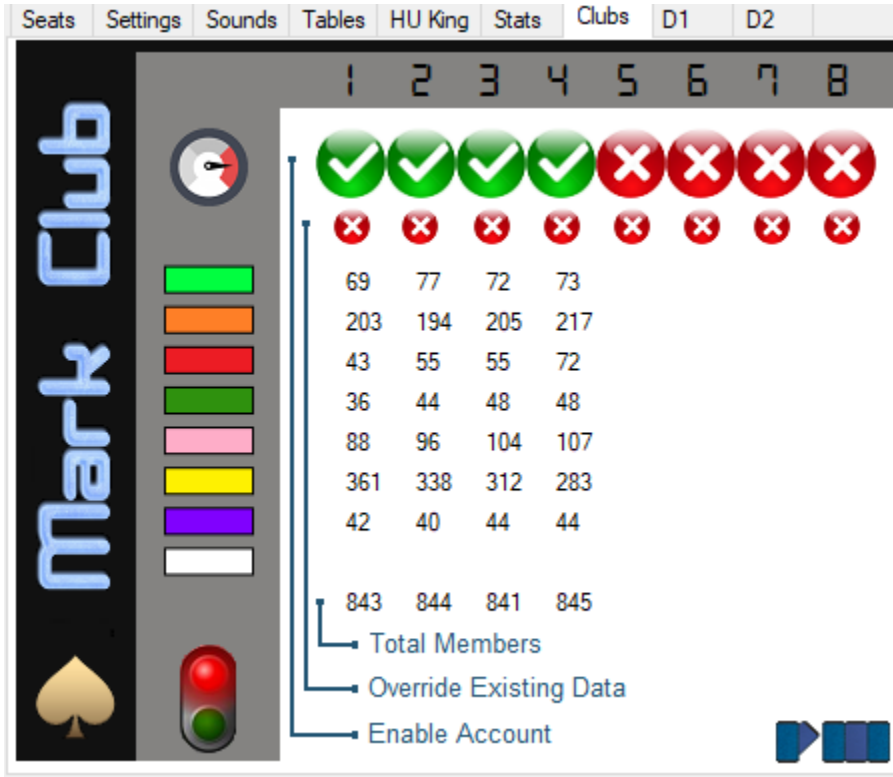 Seats Settings Sounds Tables HU King Stats Clubs D1 D2
1 2 3 4 5 6 7 8
Mark Club
69 77 72 73
203 194 205 217
43 55 55 72
36 44 48 48
88 96 104 107
361 338 312 283
42 40 44 44
843 844 841 845
Total Members
Override Existing Data
Enable Account